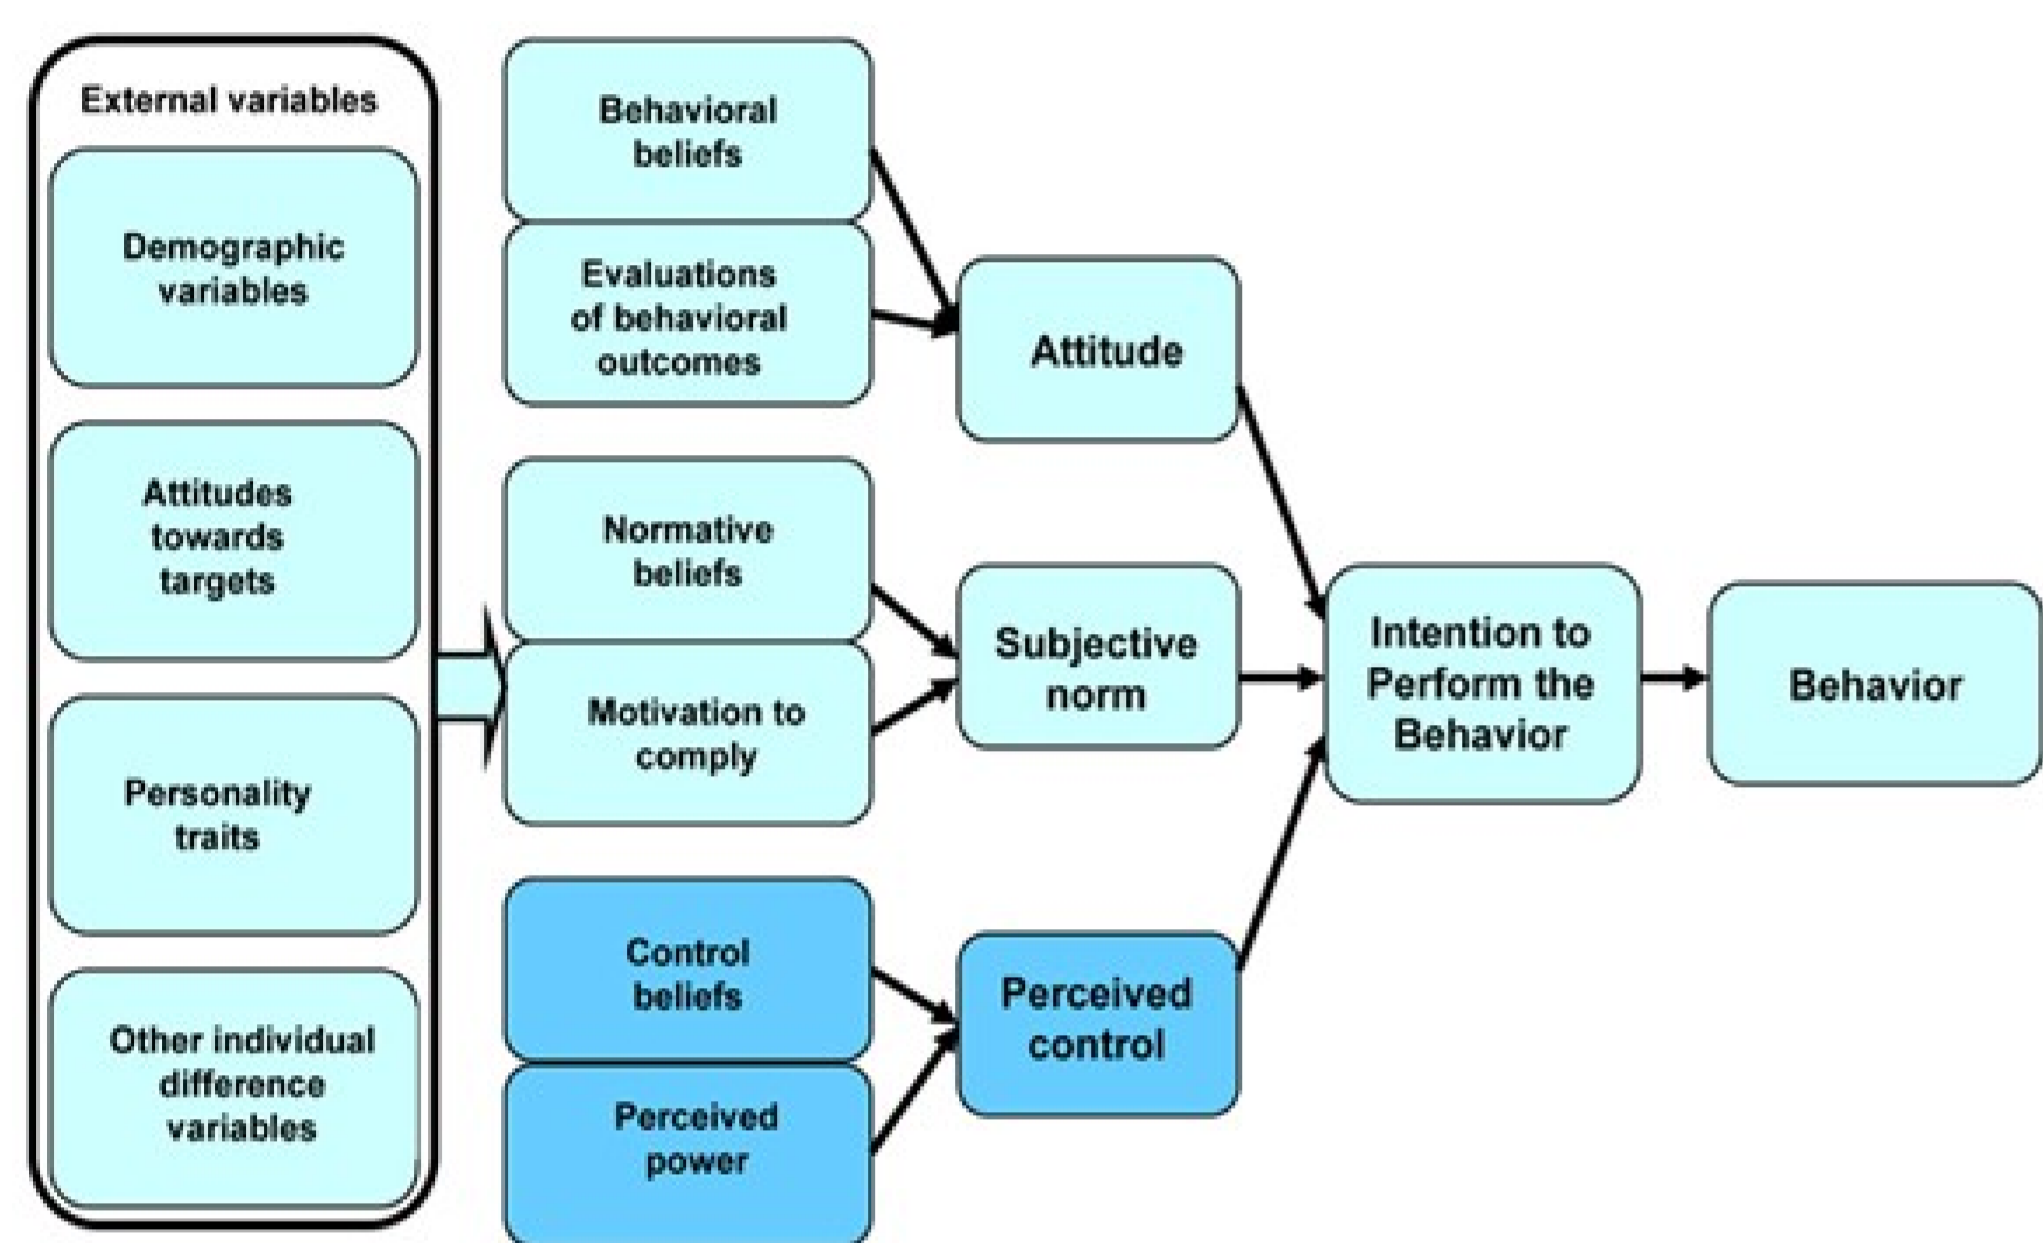 External variables
Demographic
variables
Attitudes
towards
targets
Personality
traits
Other individual
difference
variables
Behavioral
beliefs
Evaluations
of behavioral
outcomes
Normative
beliefs
Motivation to
comply
Control
beliefs
Perceived
power
Attitude
Subjective
norm
Perceived
control
Intention to
Perform the
Behavior
Behavior